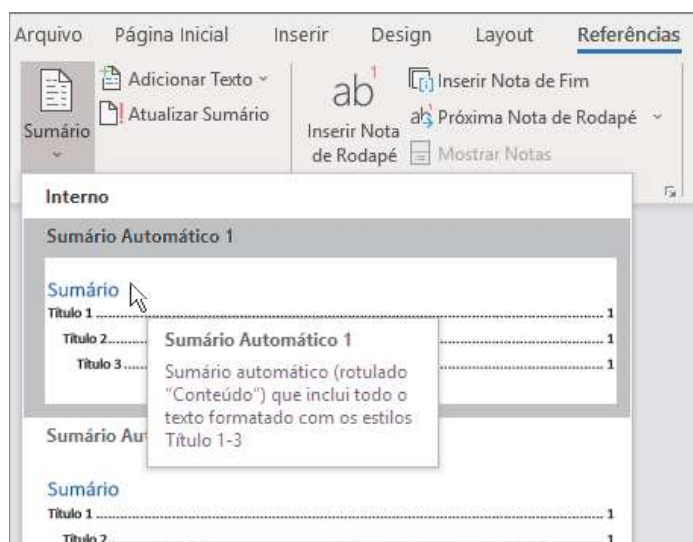 Arquivo Página Inicial Inserir Design Layout Referências
Sumário
Adicionar Texto
Atualizar Sumário
ab1
Inserir Nota
de Rodapé
Inserir Nota de Fim
Próxima Nota de Rodapé
Mostrar Notas
Interno
Sumário Automático 1
Sumário
Título 1 ........ 1
Título 2 ........ 1
Título 3 ........ 1
Sumário Automático 1
Sumário automático (rotulado
"Conteúdo") que inclui todo o
texto formatado com os estilos
Título 1-3
Sumário Au
Sumário
Título 1 ........ 1
Título 2 ........ 1